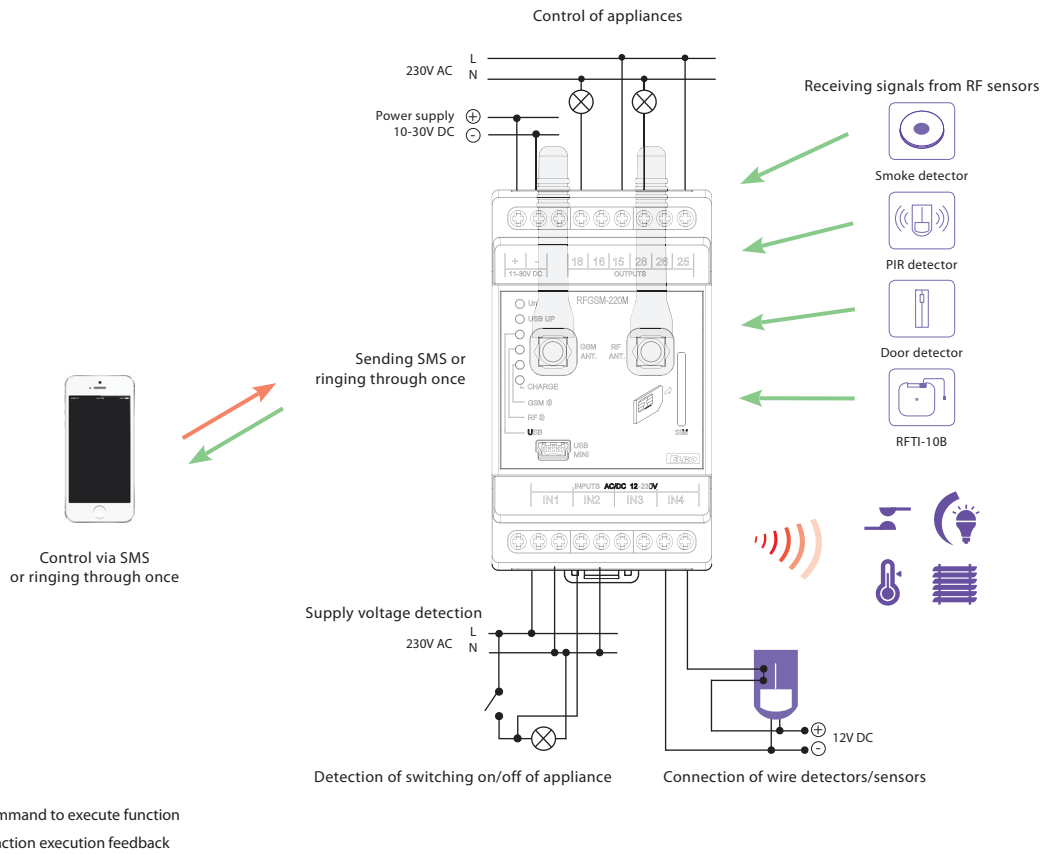 Control of appliances
L
230V AC
N
Power supply
10-30V DC
Receiving signals from RF sensors
Smoke detector
PIR detector
Door detector
RFTI-10B
+ -
18 16 15 28 26 25
11-30V DC
OUTPUTS
Un
RFGSM-220M
USB UP
GSM ANT.
RF ANT.
CHARGE
GSM
RF
USB
SIM
USB MINI
ELKO
INPUTS AC/DC 12-230V
IN1 IN2 IN3 IN4
Sending SMS or
ringing through once
Control via SMS
or ringing through once
Supply voltage detection
L
230V AC
N
12V DC
Detection of switching on/off of appliance
Connection of wire detectors/sensors
mmand to execute function
nction execution feedback